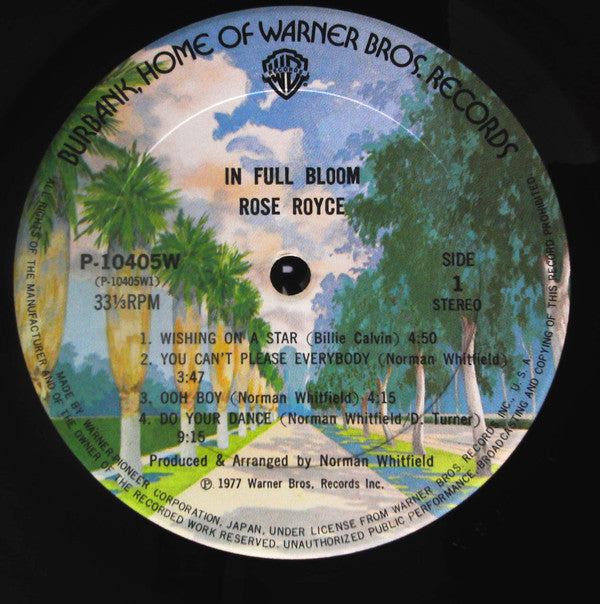 BURBANK, HOME OF WARNER BROS. RECORDS
RECORDS
IN FULL BLOOM
ROSE ROYCE
P-10405W
(P-10405W1)
33⅓RPM
SIDE
1
STEREO
1. WISHING ON A STAR (Billie Calvin) 4:50
2. YOU CAN'T PLEASE EVERYBODY (Norman Whitfield)
3:47
3. OOH BOY (Norman Whitfield) 4:15
4. DO YOUR DANCE (Norman Whitfield/D. Turner)
9:15
Produced & Arranged by Norman Whitfield
℗ 1977 Warner Bros. Records Inc.
MADE BY WARNER-PIONEER CORPORATION, JAPAN, UNDER LICENSE FROM WARNER BROS. RECORDS INC., U.S.A.
ALL RIGHTS OF THE MANUFACTURER AND OF THE OWNER OF THE RECORDED WORK RESERVED. UNAUTHORIZED PUBLIC PERFORMANCE, BROADCASTING AND COPYING OF THIS RECORD PROHIBITED.